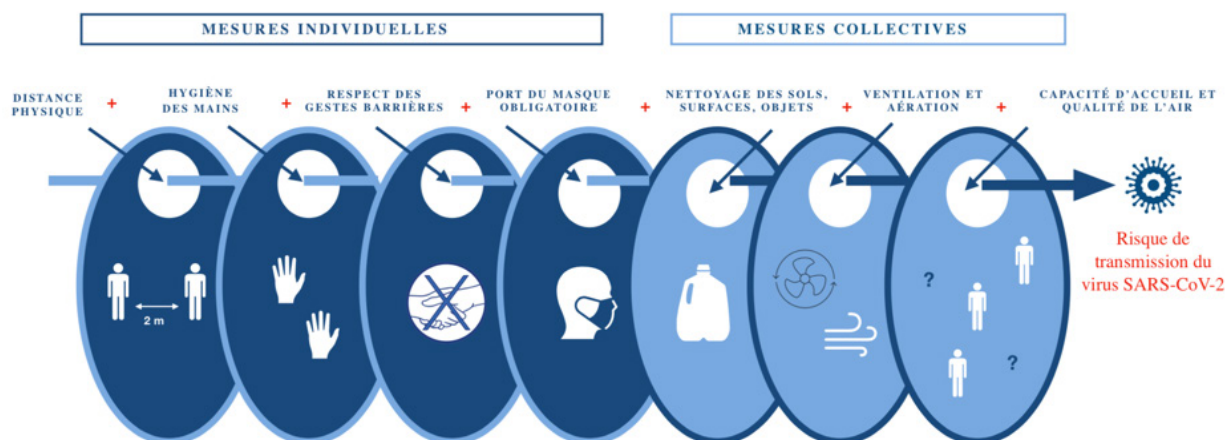 MESURES INDIVIDUELLES
MESURES COLLECTIVES
DISTANCE
PHYSIQUE
+
HYGIÈNE
DES MAINS
+
RESPECT DES
GESTES BARRIÈRES
+
PORT DU MASQUE
OBLIGATOIRE
+
NETTOYAGE DES SOLS,
SURFACES, OBJETS
+
VENTILATION ET
AÉRATION
+
CAPACITÉ D'ACCUEIL ET
QUALITÉ DE L'AIR
2 m
?
?
Risque de
transmission du
virus SARS-CoV-2